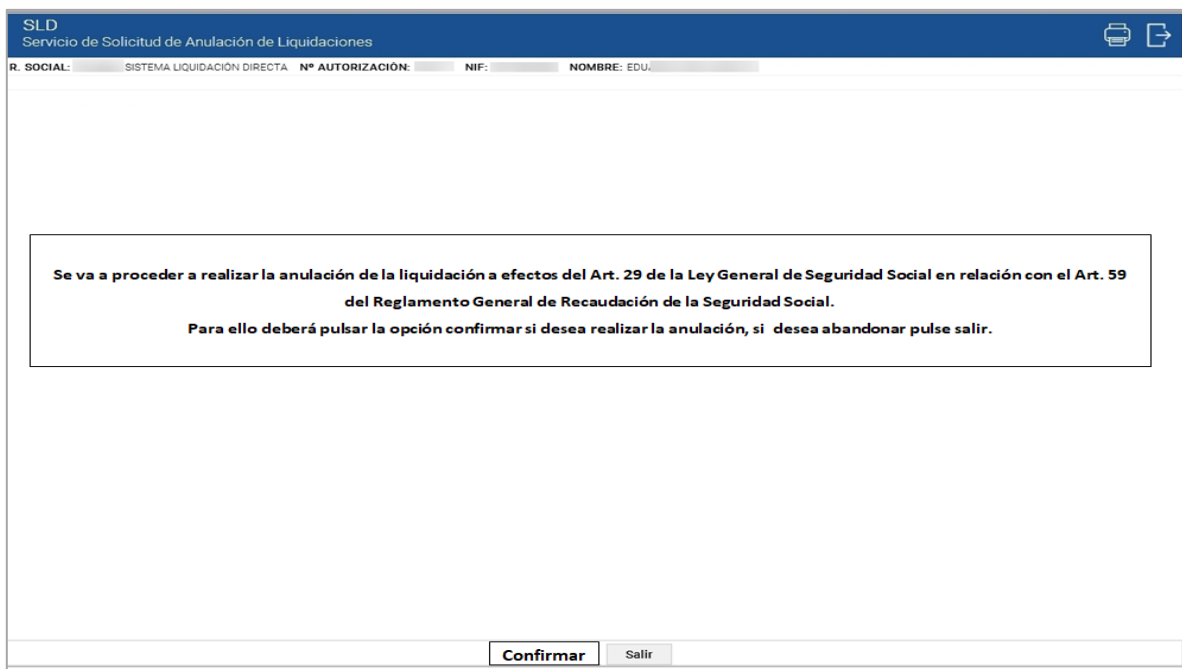 SLD
Servicio de Solicitud de Anulación de Liquidaciones
R. SOCIAL: SISTEMA LIQUIDACIÓN DIRECTA Nº AUTORIZACIÓN: NIF: NOMBRE: EDU
Se va a proceder a realizar la anulación de la liquidación a efectos del Art. 29 de la Ley General de Seguridad Social en relación con el Art. 59
del Reglamento General de Recaudación de la Seguridad Social.
Para ello deberá pulsar la opción confirmar si desea realizar la anulación, si desea abandonar pulse salir.
Confirmar Salir